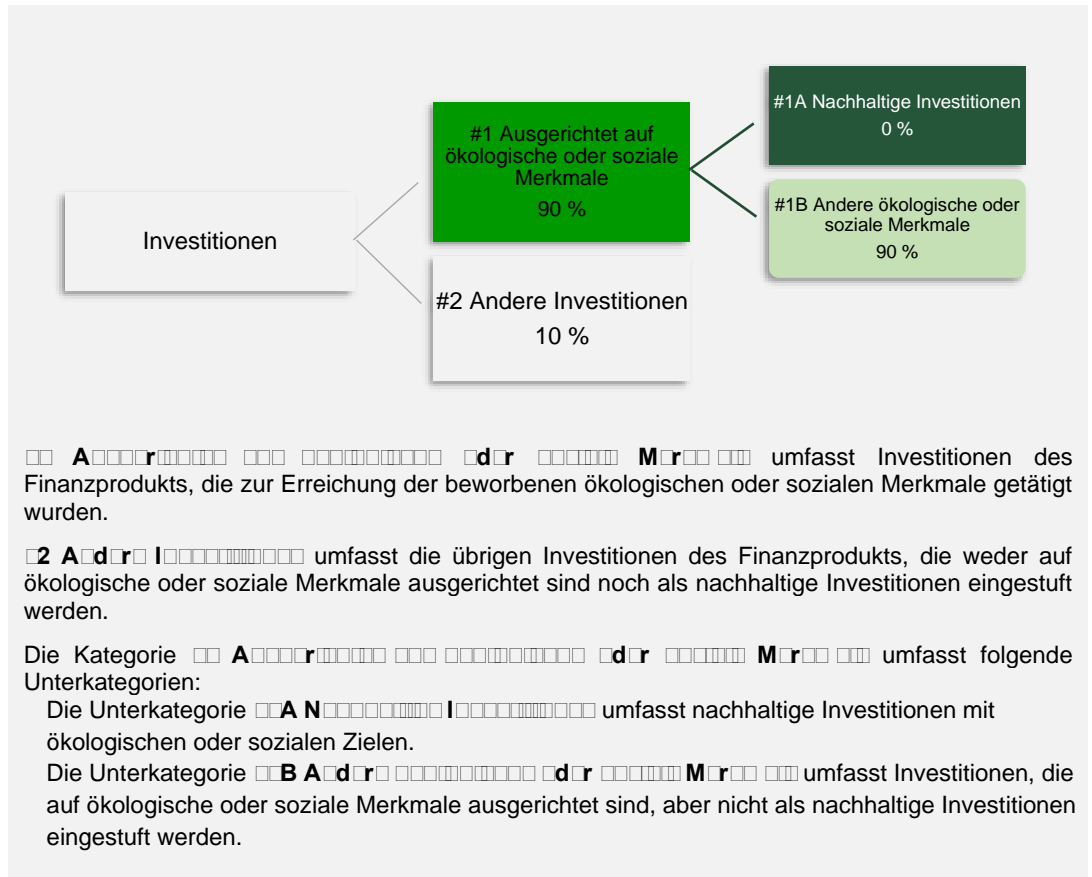 #1A Nachhaltige Investitionen
0 %
#1 Ausgerichtet auf
ökologische oder soziale
Merkmale
90 %
#1B Andere ökologische oder
soziale Merkmale
90 %
Investitionen
#2 Andere Investitionen
10 %
umfasst Investitionen des
Finanzprodukts, die zur Erreichung der beworbenen ökologischen oder sozialen Merkmale getätigt
wurden.
umfasst die übrigen Investitionen des Finanzprodukts, die weder auf
ökologische oder soziale Merkmale ausgerichtet sind noch als nachhaltige Investitionen eingestuft
werden.
Die Kategorie umfasst folgende
Unterkategorien:
Die Unterkategorie umfasst nachhaltige Investitionen mit
ökologischen oder sozialen Zielen.
Die Unterkategorie umfasst Investitionen, die
auf ökologische oder soziale Merkmale ausgerichtet sind, aber nicht als nachhaltige Investitionen
eingestuft werden.